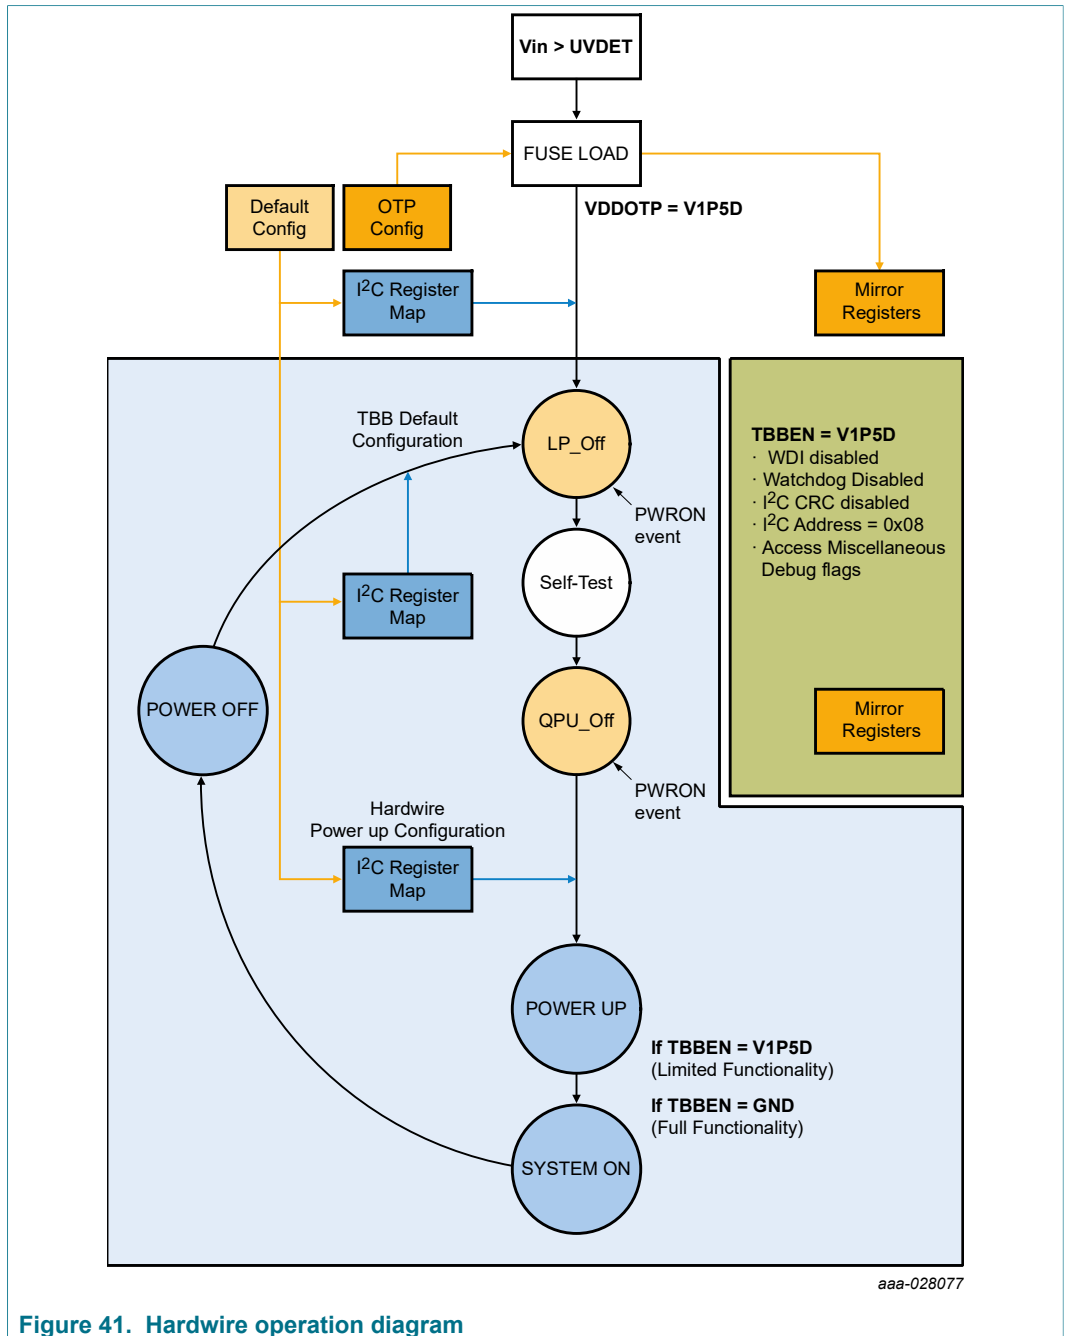 Vin > UVDET
FUSE LOAD
VDDOTP = V1P5D
Default
Config
OTP
Config
I²C Register
Map
Mirror
Registers
TBB Default
Configuration
LP_Off
PWRON
event
TBBEN = V1P5D
· WDI disabled
· Watchdog Disabled
· I²C CRC disabled
· I²C Address = 0x08
· Access Miscellaneous
Debug flags
Self-Test
I²C Register
Map
POWER OFF
QPU_Off
Mirror
Registers
PWRON
event
Hardwire
Power up Configuration
I²C Register
Map
POWER UP
If TBBEN = V1P5D
(Limited Functionality)
If TBBEN = GND
(Full Functionality)
SYSTEM ON
aaa-028077
Figure 41. Hardwire operation diagram